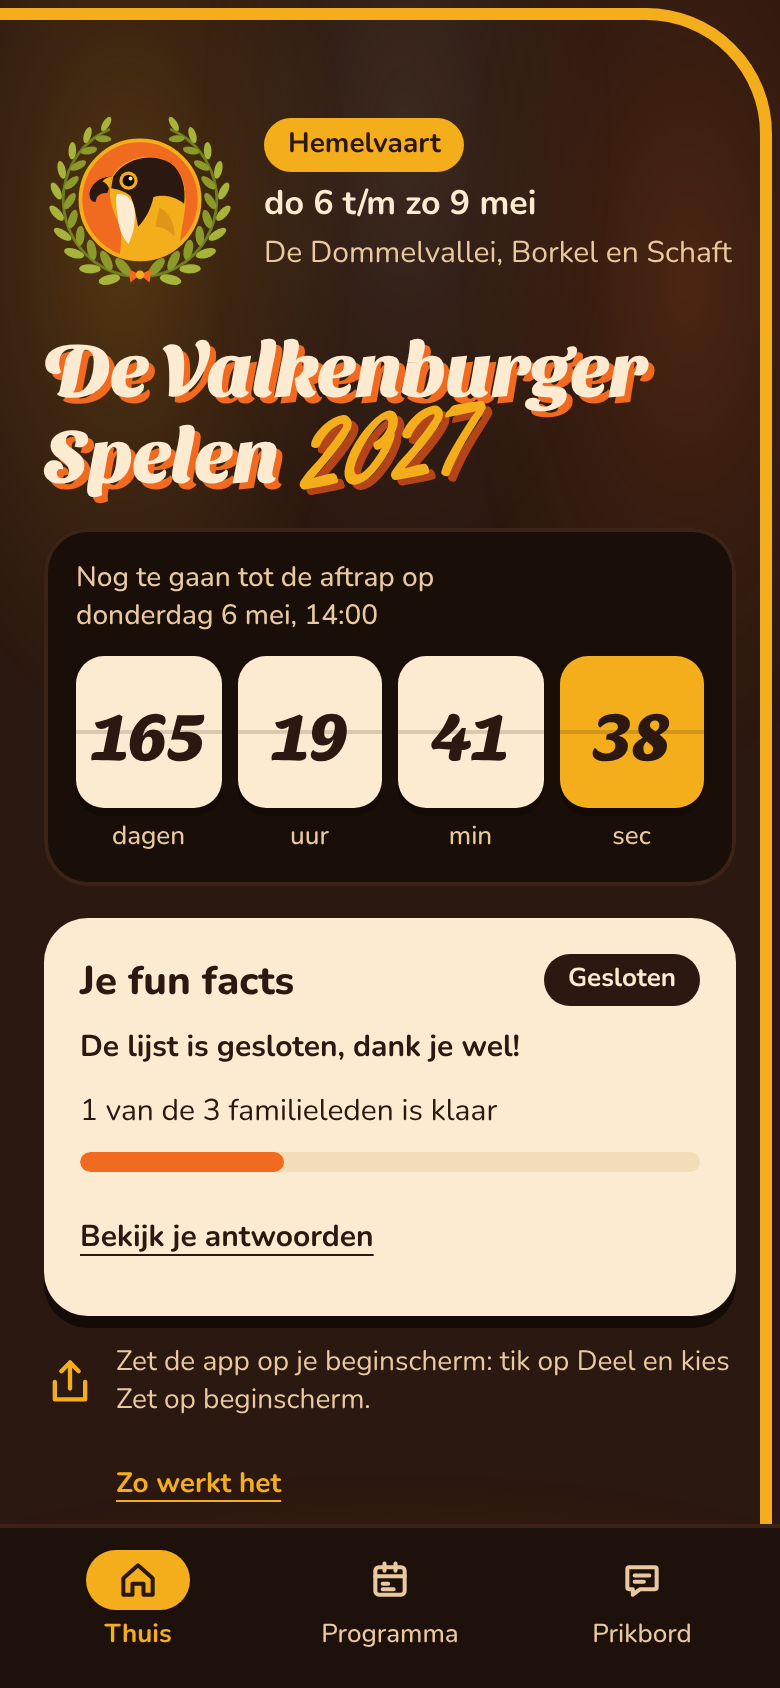 Hemelvaart
do 6 t/m zo 9 mei
De Dommelvallei, Borkel en Schaft
De Valkenburger
Spelen 2027
Nog te gaan tot de aftrap op
donderdag 6 mei, 14:00
165 19 41 38
dagen uur min sec
Je fun facts
Gesloten
De lijst is gesloten, dank je wel!
1 van de 3 familieleden is klaar
Bekijk je antwoorden
Zet de app op je beginscherm: tik op Deel en kies
Zet op beginscherm.
Zo werkt het
Thuis Programma Prikbord